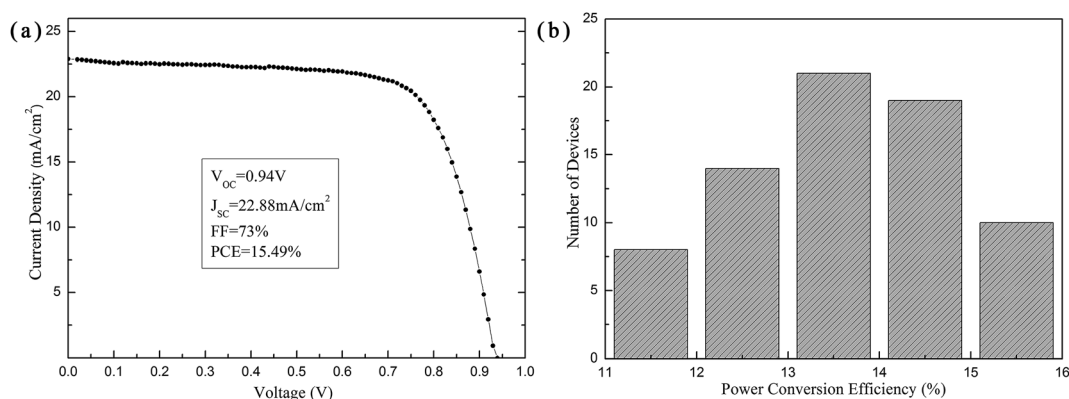 (a)
25
20
15
10
5
Current Density (mA/cm²)
V_OC=0.94V
J_SC=22.88mA/cm²
FF=73%
PCE=15.49%
0.0 0.1 0.2 0.3 0.4 0.5 0.6 0.7 0.8 0.9 1.0
Voltage (V)
(b)
25
20
15
10
5
0
Number of Devices
11 12 13 14 15 16
Power Conversion Efficiency (%)